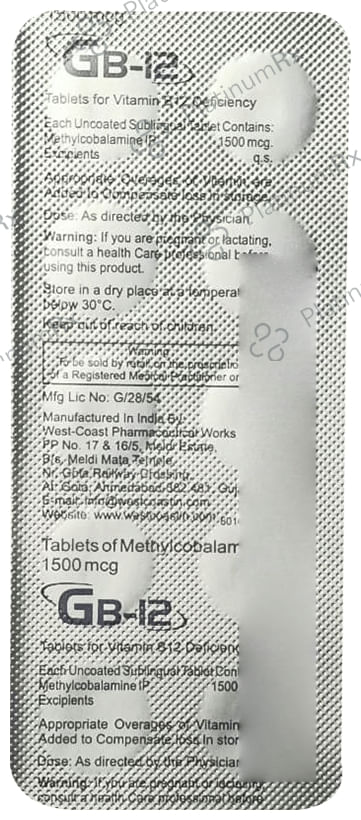 1500 mcg
GB-12
Tablets for Vitamin B12 Deficiency
Each Uncoated Sublingual Tablet Contains:
Methylcobalamine IP 1500 mcg.
Excipients q.s.
Appropriate Overages of Vitamin are
Added to Compensate loss in storage
Dose: As directed by the Physician
Warning: If you are pregnant or lactating,
consult a health Care professional before
using this product.
Store in a dry place at a temperat
below 30°C.
Keep out of reach of children.
Warning
To be sold by retail on the prescriptio
of a Registered Medical Practitioner or
Mfg Lic No: G/28/54
Manufactured In India By:
West-Coast Pharmaceutical Works
PP No. 17 & 16/5, Meldi Estate,
B/s, Meldi Mata Temple,
Nr. Gota Railway Crossing,
At: Gota, Ahmedabad-382 481, Guj
E-mail: info@westcoastin.com
Website: www.westcoastin.com
Tablets of Methylcobalam
1500 mcg
GB-12
Tablets for Vitamin B12 Deficien
Each Uncoated Sublingual Tablet Con
Methylcobalamine IP 1500
Excipients
Appropriate Overages of Vitamin
Added to Compensate loss in stor
Dose: As directed by the Physicia
Warning: If you are pregnant or lactating,
consult a health Care professional before
PlatinumRx